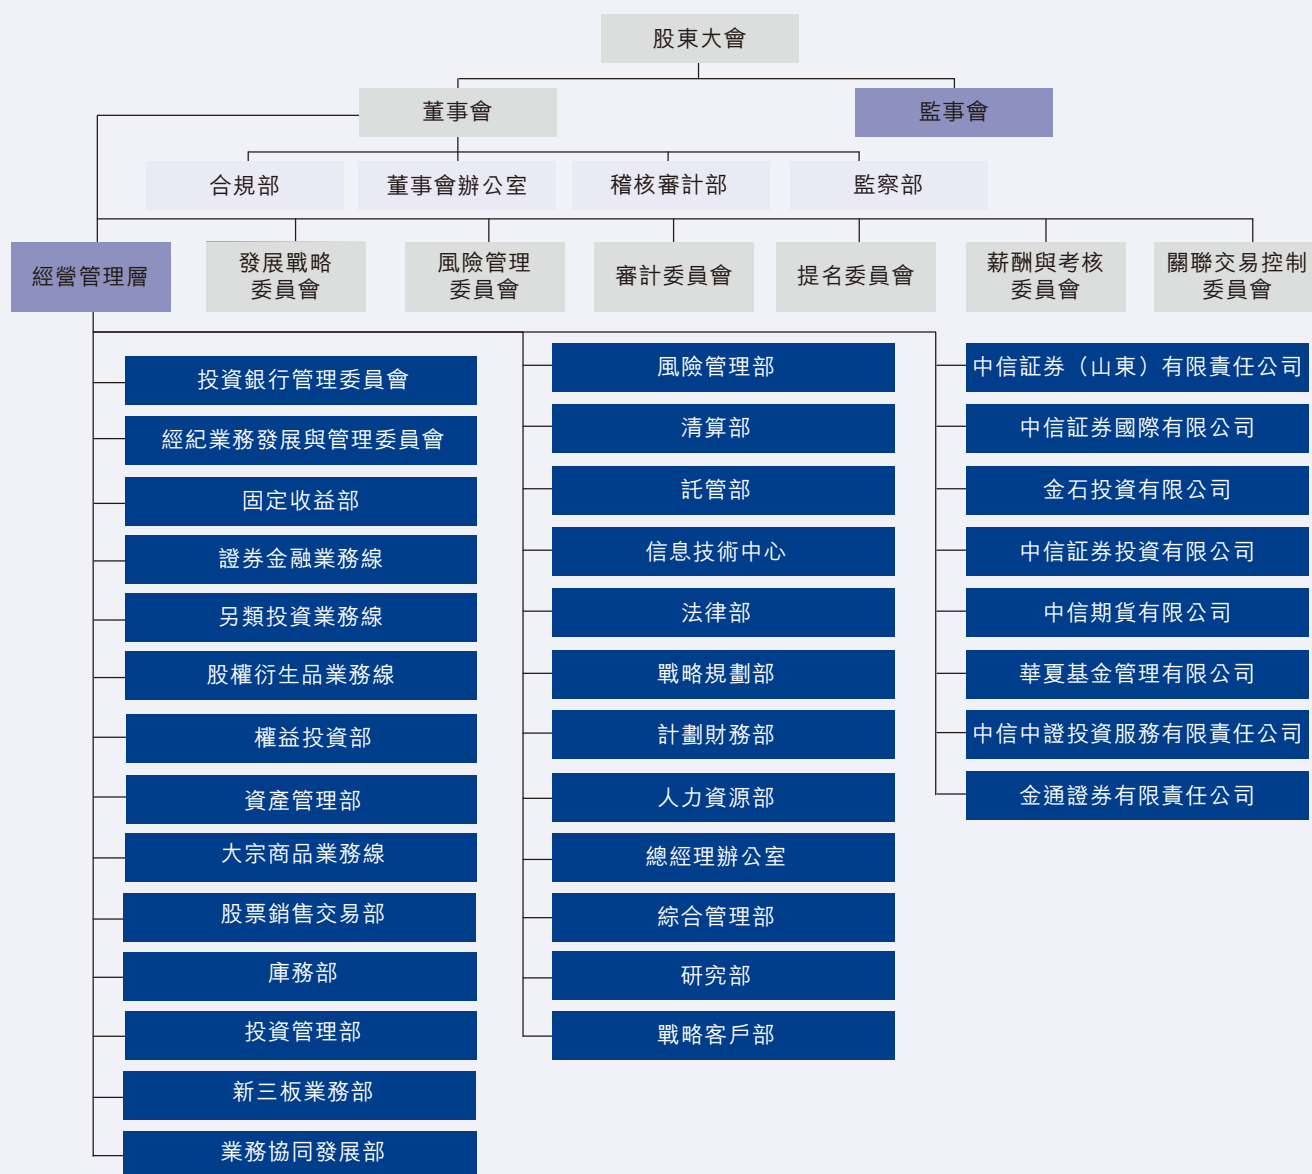 股東大會
董事會
監事會
合規部
董事會辦公室
稽核審計部
監察部
經營管理層
發展戰略
委員會
風險管理
委員會
審計委員會
提名委員會
薪酬與考核
委員會
關聯交易控制
委員會
投資銀行管理委員會
經紀業務發展與管理委員會
固定收益部
證券金融業務線
另類投資業務線
股權衍生品業務線
權益投資部
資產管理部
大宗商品業務線
股票銷售交易部
庫務部
投資管理部
新三板業務部
業務協同發展部
風險管理部
清算部
託管部
信息技術中心
法律部
戰略規劃部
計劃財務部
人力資源部
總經理辦公室
綜合管理部
研究部
戰略客戶部
中信証券（山東）有限責任公司
中信証券國際有限公司
金石投資有限公司
中信証券投資有限公司
中信期貨有限公司
華夏基金管理有限公司
中信中證投資服務有限責任公司
金通證券有限責任公司